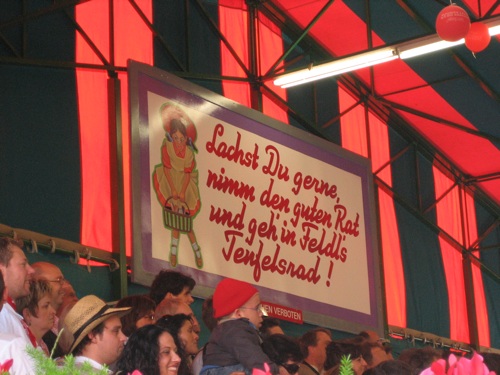 Lachst Du gerne,
nimm den guten Rat
und geh' in Feldl's
Teufelsrad !
VERBOTEN